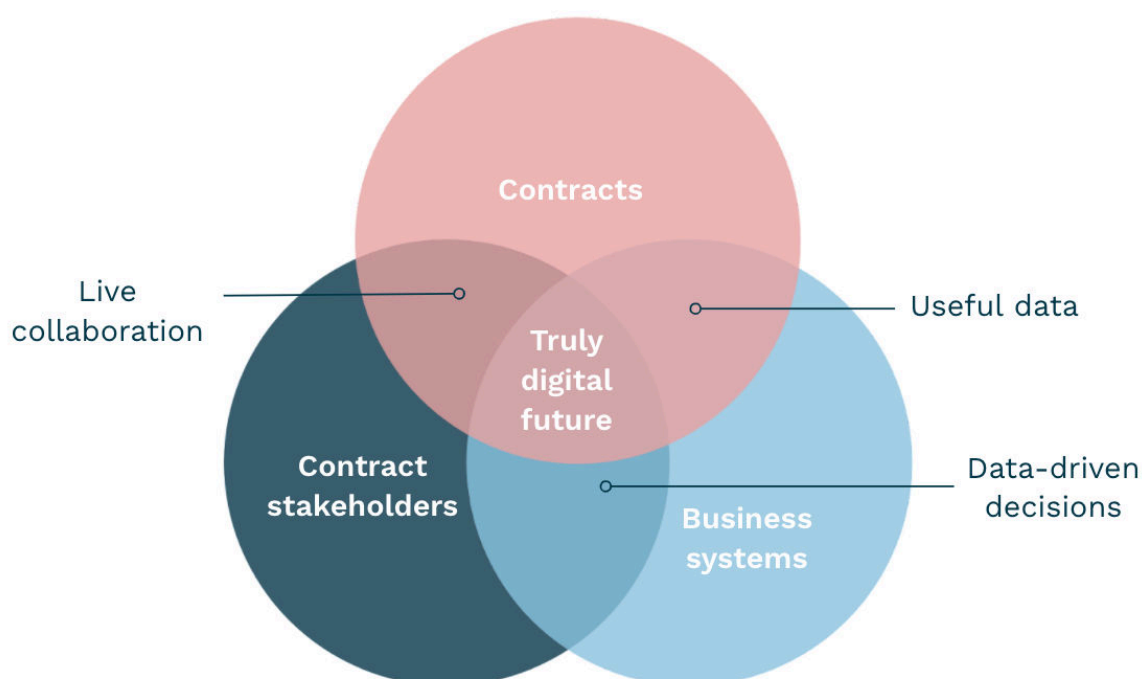 Contracts
Live
collaboration
Useful data
Truly
digital
future
Contract
stakeholders
Data-driven
decisions
Business
systems